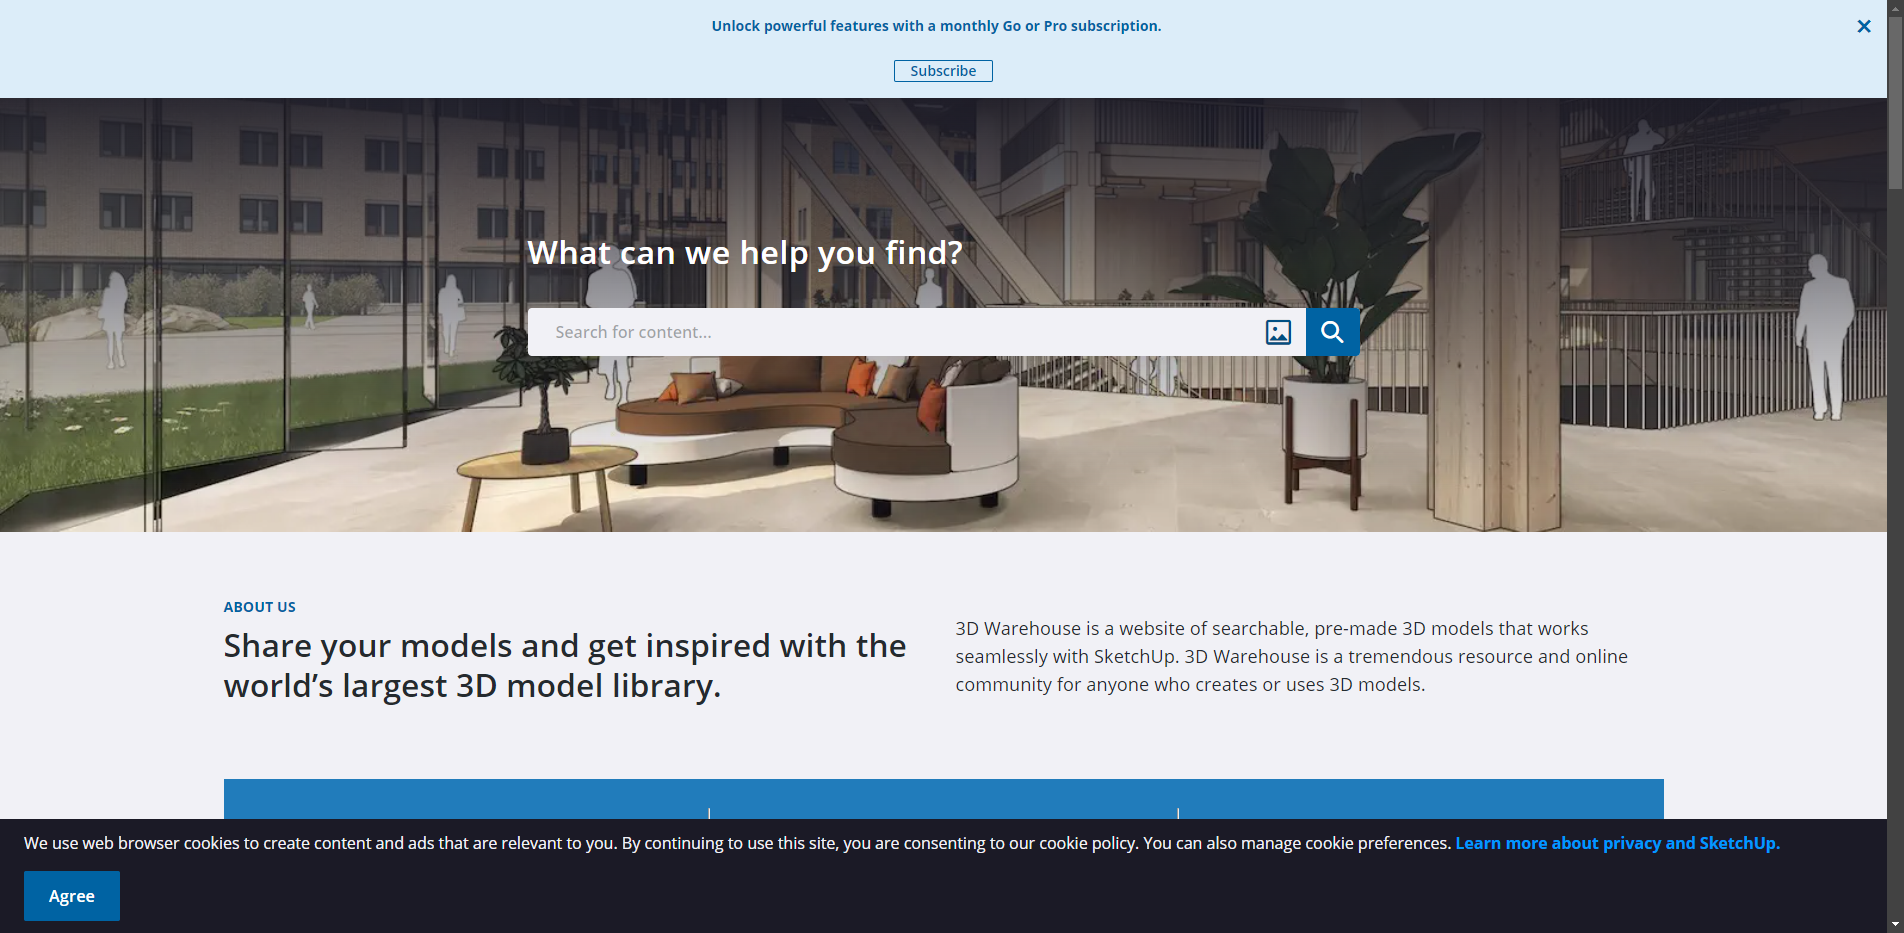 Unlock powerful features with a monthly Go or Pro subscription.
Subscribe
What can we help you find?
Search for content...
ABOUT US
Share your models and get inspired with the
world’s largest 3D model library.
3D Warehouse is a website of searchable, pre-made 3D models that works
seamlessly with SketchUp. 3D Warehouse is a tremendous resource and online
community for anyone who creates or uses 3D models.
We use web browser cookies to create content and ads that are relevant to you. By continuing to use this site, you are consenting to our cookie policy. You can also manage cookie preferences. Learn more about privacy and SketchUp.
Agree